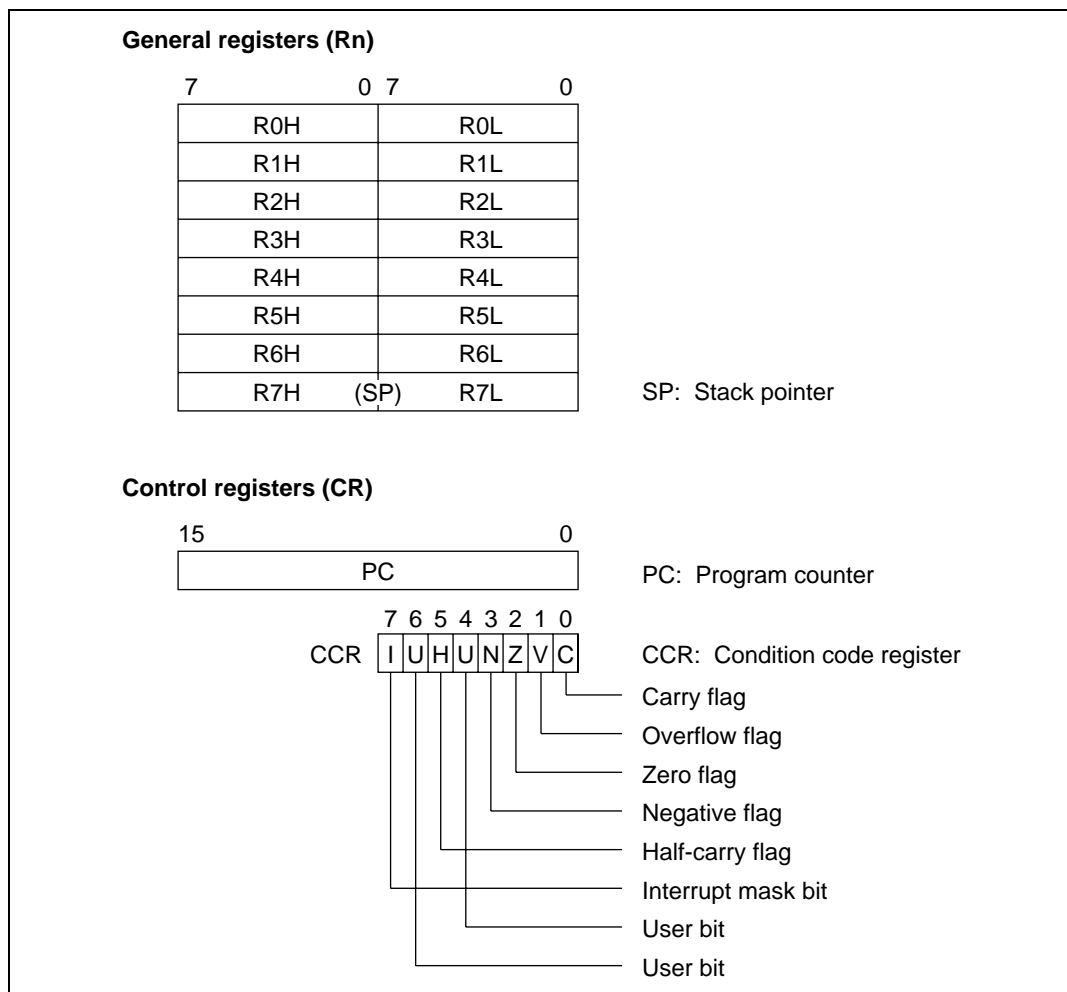 General registers (Rn)
7 0 7 0
R0H R0L
R1H R1L
R2H R2L
R3H R3L
R4H R4L
R5H R5L
R6H R6L
R7H (SP) R7L SP: Stack pointer
Control registers (CR)
15 0
PC PC: Program counter
7 6 5 4 3 2 1 0
CCR I U H U N Z V C CCR: Condition code register
Carry flag
Overflow flag
Zero flag
Negative flag
Half-carry flag
Interrupt mask bit
User bit
User bit